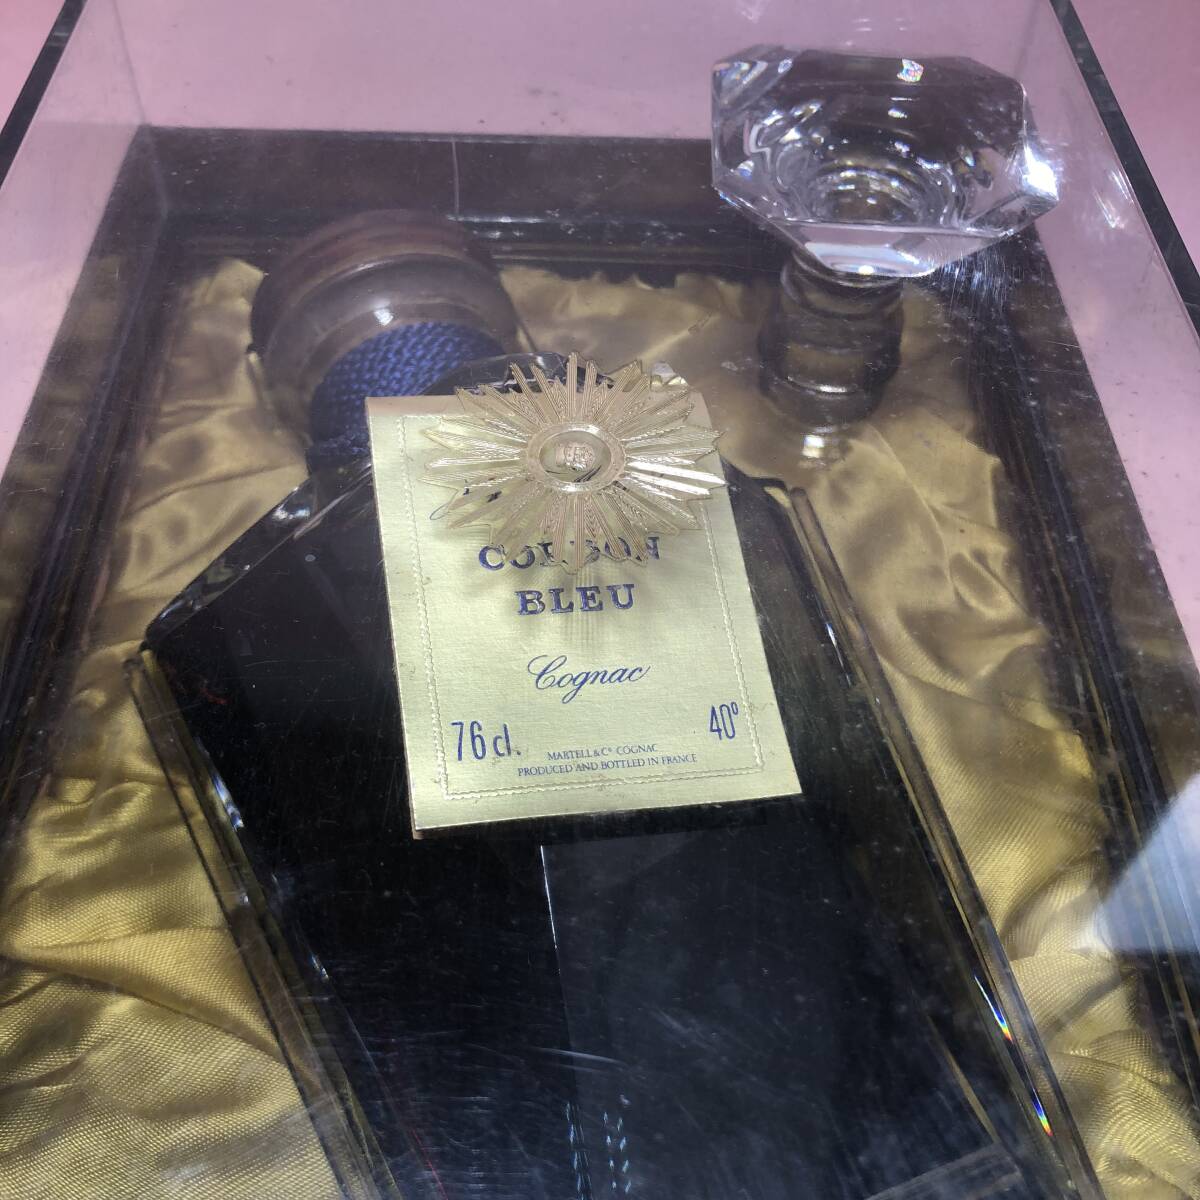 CORDON
BLEU
Cognac
76 cl.
40°
MARTELL & Co COGNAC
PRODUCED AND BOTTLED IN FRANCE